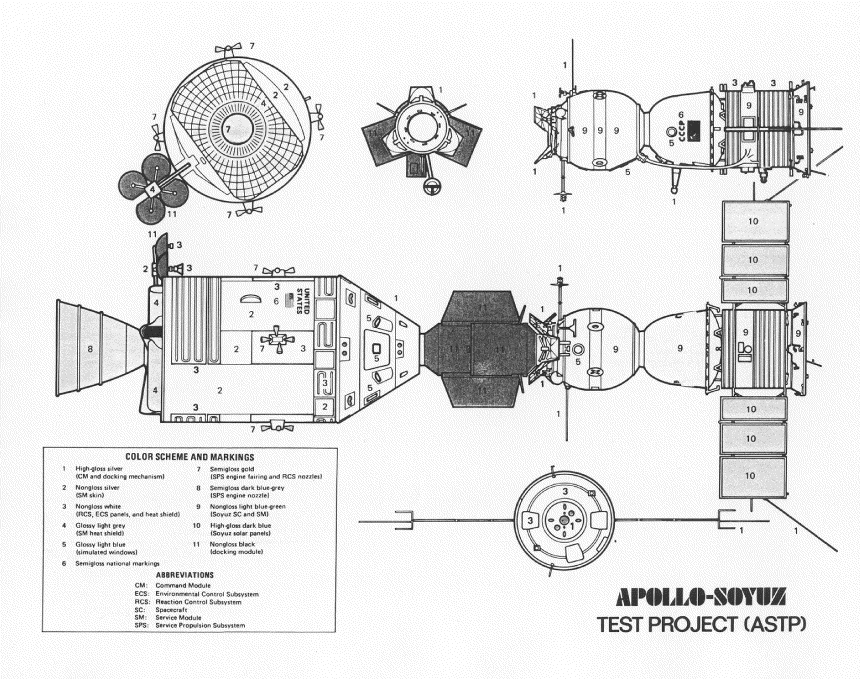 7
2
2
4
7
7
7
7
4
11
1
11
11
1
1
1
1
9
9
9
5
5
6
CCCP
1
3
3
9
9
10
10
10
11
3
2
3
4
7
3
2
6
UNITED
STATES
2
7
3
3
3
2
2
4
8
7
1
5
5
5
11
11
11
11
1
1
1
1
5
9
9
9
9
10
10
10
3
3
3
1
1
1
COLOR SCHEME AND MARKINGS
1 High-gloss silver
(CM and docking mechanism)
2 Nongloss silver
(SM skin)
3 Nongloss white
(RCS, ECS panels, and heat shield)
4 Glossy light grey
(SM heat shield)
5 Glossy light blue
(simulated windows)
6 Semigloss national markings
7 Semigloss gold
(SPS engine fairing and RCS nozzles)
8 Semigloss dark blue-grey
(SPS engine nozzle)
9 Nongloss light blue-green
(Soyuz SC and SM)
10 High-gloss dark blue
(Soyuz solar panels)
11 Nongloss black
(docking module)
ABBREVIATIONS
CM: Command Module
ECS: Environmental Control Subsystem
RCS: Reaction Control Subsystem
SC: Spacecraft
SM: Service Module
SPS: Service Propulsion Subsystem
APOLLO-SOYUZ
TEST PROJECT (ASTP)